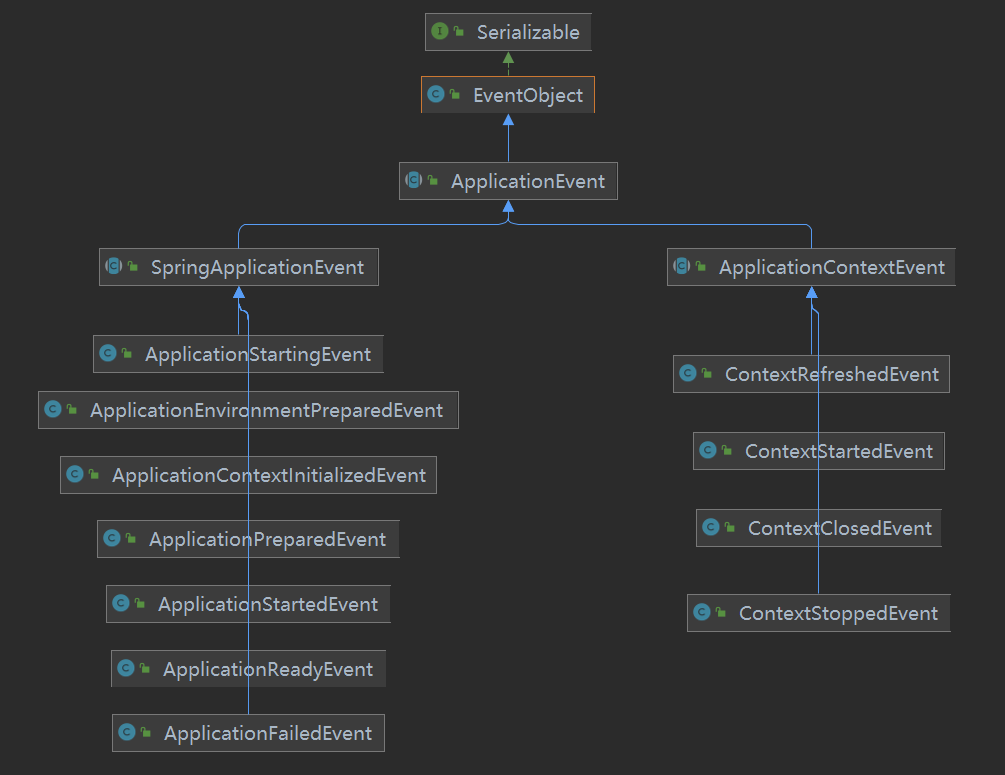 Serializable
EventObject
ApplicationEvent
SpringApplicationEvent
ApplicationContextEvent
ApplicationStartingEvent
ApplicationEnvironmentPreparedEvent
ApplicationContextInitializedEvent
ApplicationPreparedEvent
ApplicationStartedEvent
ApplicationReadyEvent
ApplicationFailedEvent
ContextRefreshedEvent
ContextStartedEvent
ContextClosedEvent
ContextStoppedEvent